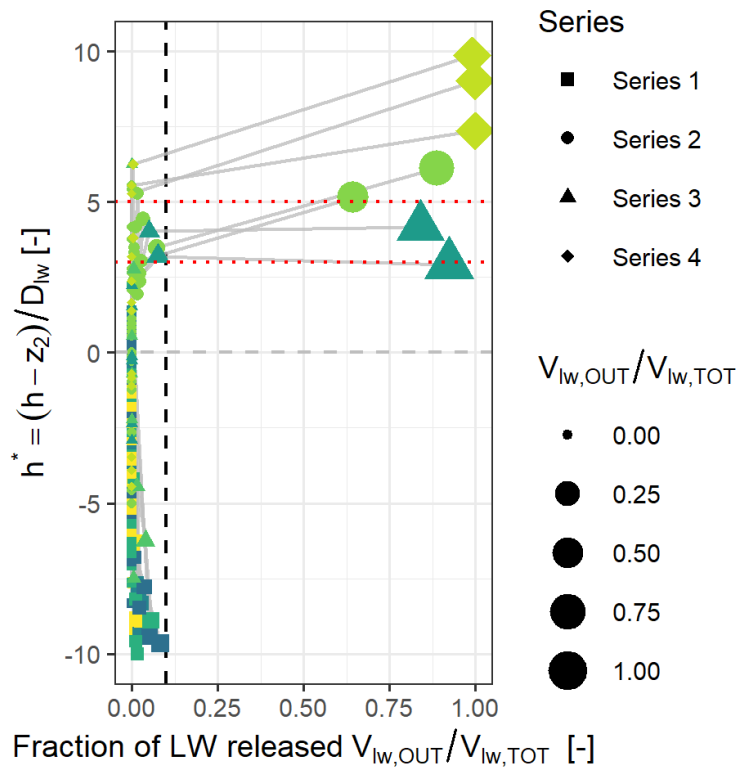 h* = (h − z2)/Dlw [-]
10
5
0
-5
-10
0.00 0.25 0.50 0.75 1.00
Fraction of LW released Vlw,OUT/Vlw,TOT [-]
Series
Series 1
Series 2
Series 3
Series 4
Vlw,OUT/Vlw,TOT
0.00
0.25
0.50
0.75
1.00